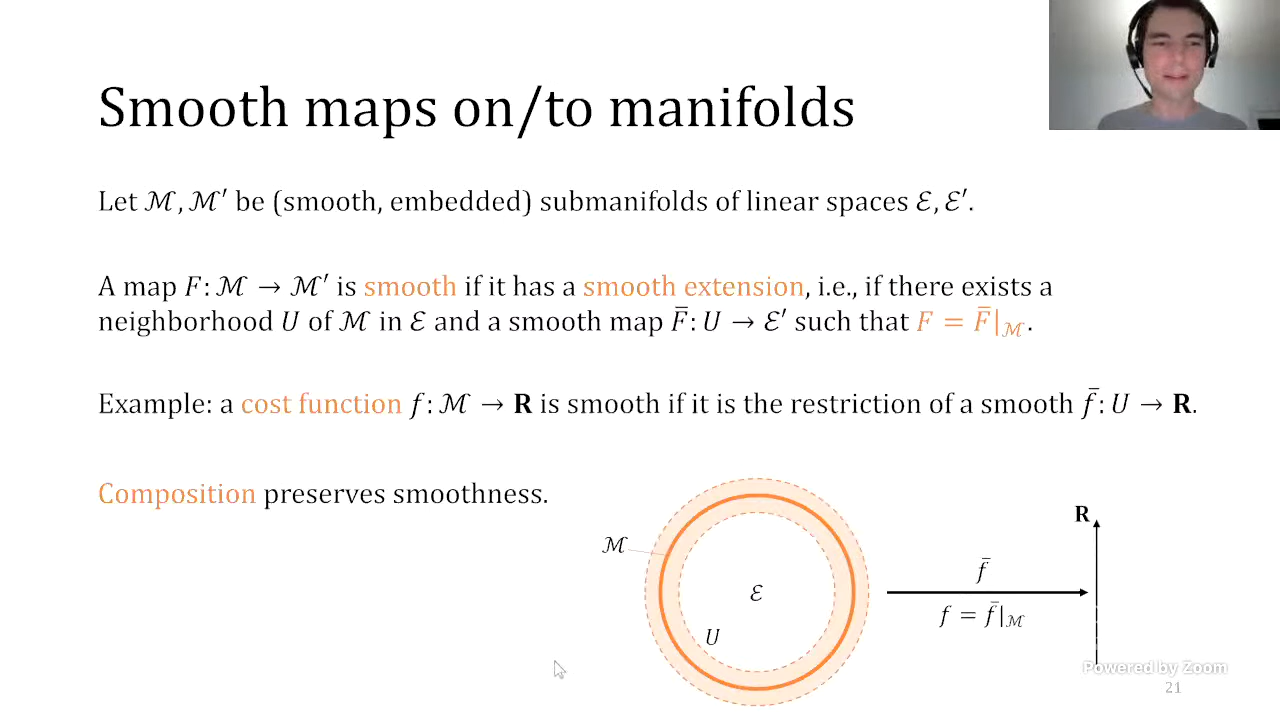 Smooth maps on/to manifolds
Let ℳ, ℳ′ be (smooth, embedded) submanifolds of linear spaces ℰ, ℰ′.
A map F: ℳ → ℳ′ is smooth if it has a smooth extension, i.e., if there exists a
neighborhood U of ℳ in ℰ and a smooth map F̄: U → ℰ′ such that F = F̄|ℳ.
Example: a cost function f: ℳ → R is smooth if it is the restriction of a smooth f̄: U → R.
Composition preserves smoothness.
R
ℳ
f̄
ℰ
f = f̄|ℳ
U
Powered by Zoom
21